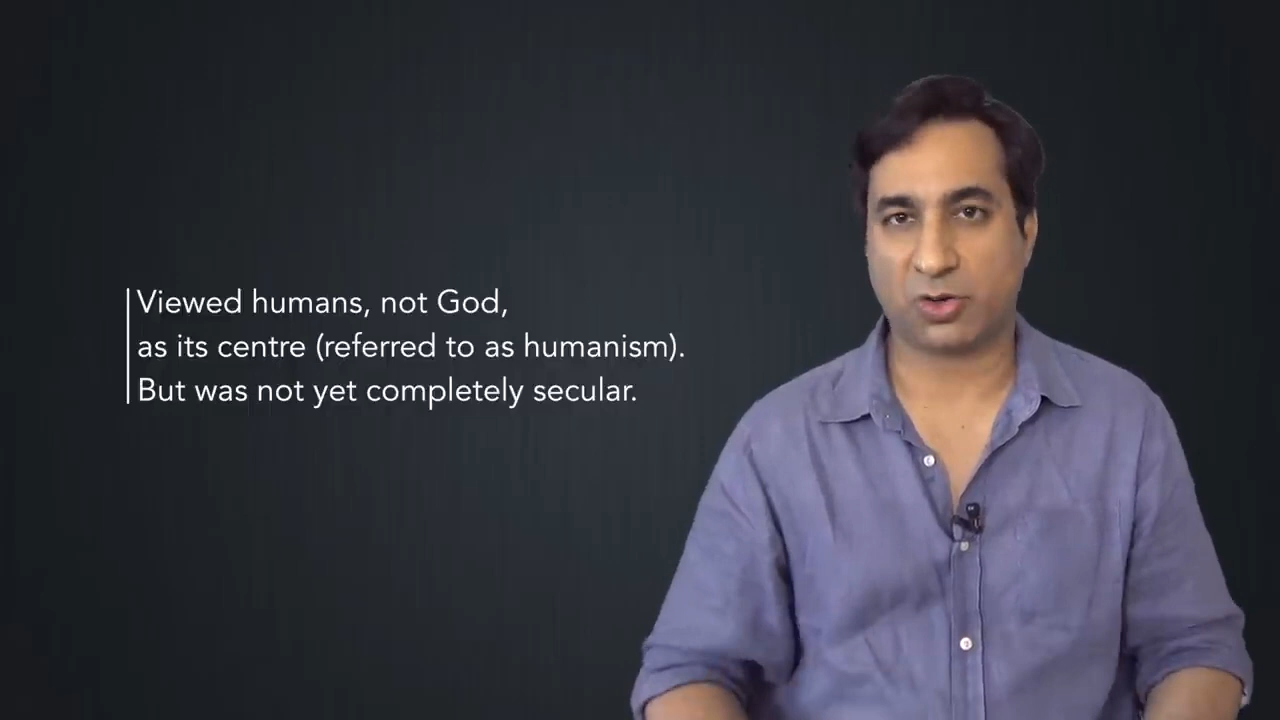 Viewed humans, not God,
as its centre (referred to as humanism).
But was not yet completely secular.